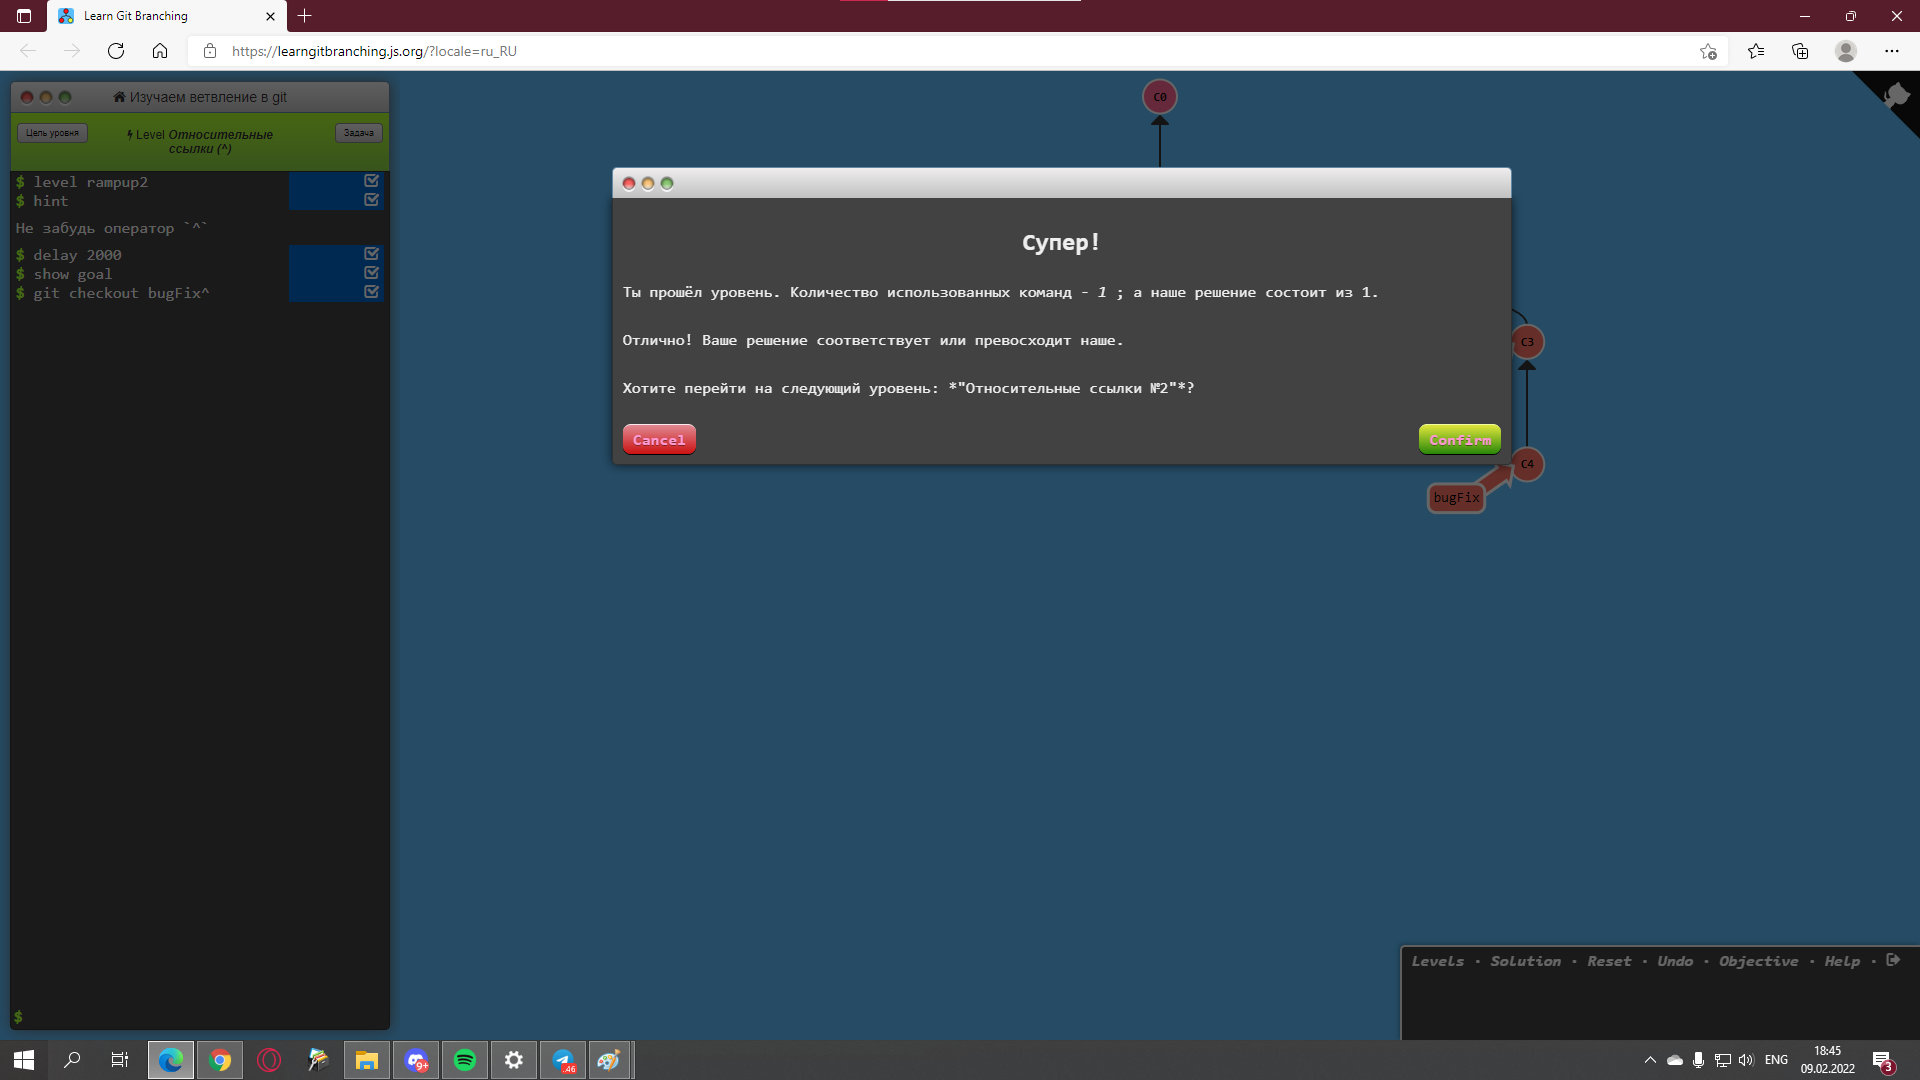 Learn Git Branching
https://learngitbranching.js.org/?locale=ru_RU
Изучаем ветвление в git
Цель уровня
Level Относительные
ссылки (^)
Задача
$ level rampup2
$ hint
Не забудь оператор `^`
$ delay 2000
$ show goal
$ git checkout bugFix^
$
C0
Супер!
Ты прошёл уровень. Количество использованных команд - 1 ; а наше решение состоит из 1.
Отлично! Ваше решение соответствует или превосходит наше.
Хотите перейти на следующий уровень: *"Относительные ссылки №2"*?
Cancel
Confirm
C3
C4
bugFix
Levels · Solution · Reset · Undo · Objective · Help ·
9+
.46
ENG
18:45
09.02.2022
3